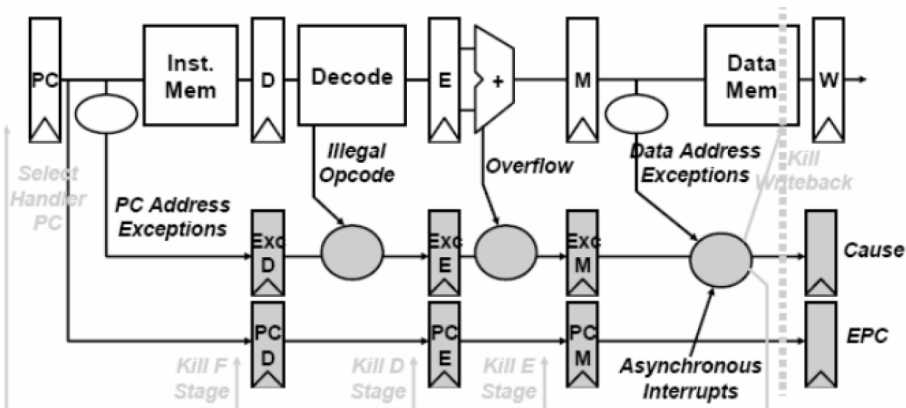 PC
Inst.
Mem
D
Decode
E
+
M
Data
Mem
W
Illegal
Opcode
Overflow
Data Address
Exceptions
Kill
Writeback
Select
Handler
PC
PC Address
Exceptions
Exc
D
Exc
E
Exc
M
Cause
PC
D
PC
E
PC
M
EPC
Kill F
Stage
Kill D
Stage
Kill E
Stage
Asynchronous
Interrupts